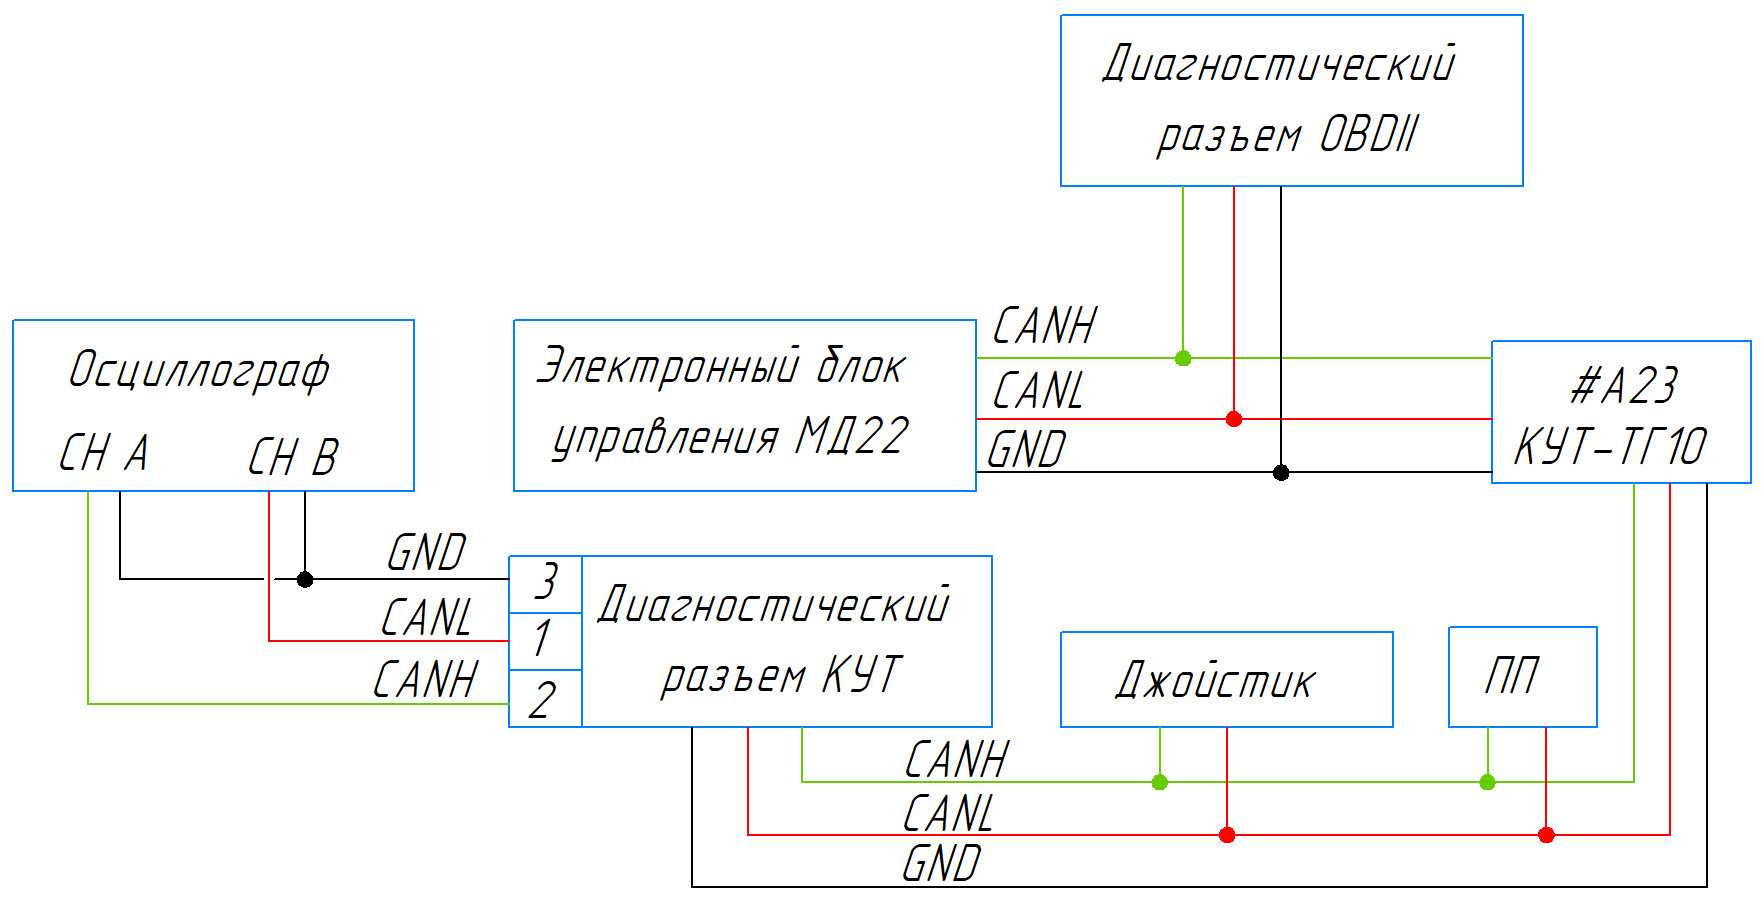 Диагностический
разъем OBDII
CANH
CANL
GND
Осциллограф
CH A CH B
Электронный блок
управления МД22
#A23
КУТ-ТГ10
GND
CANL
CANH
3
1
2
Диагностический
разъем КУТ
Джойстик
ПП
CANH
CANL
GND